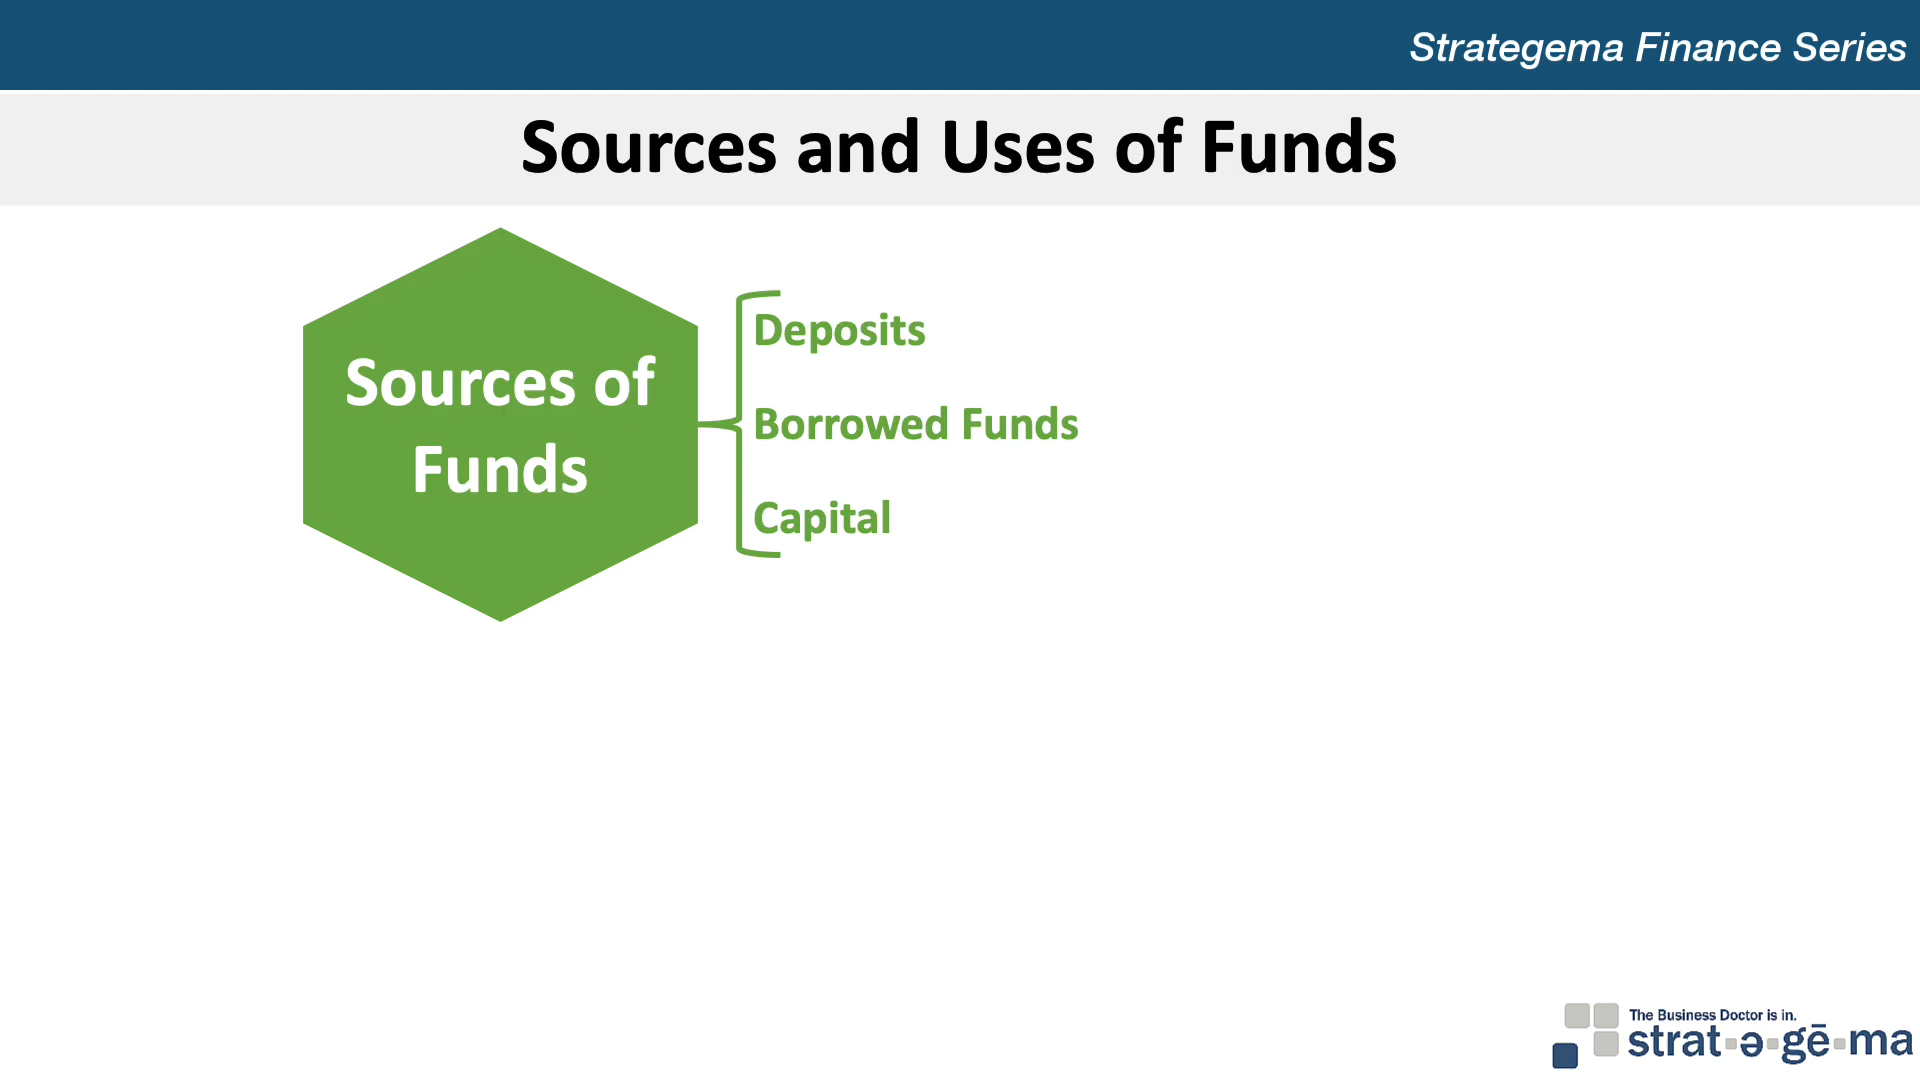 Strategema Finance Series
Sources and Uses of Funds
Sources of
Funds
Deposits
Borrowed Funds
Capital
The Business Doctor is in.
strat▪ə▪gē▪ma